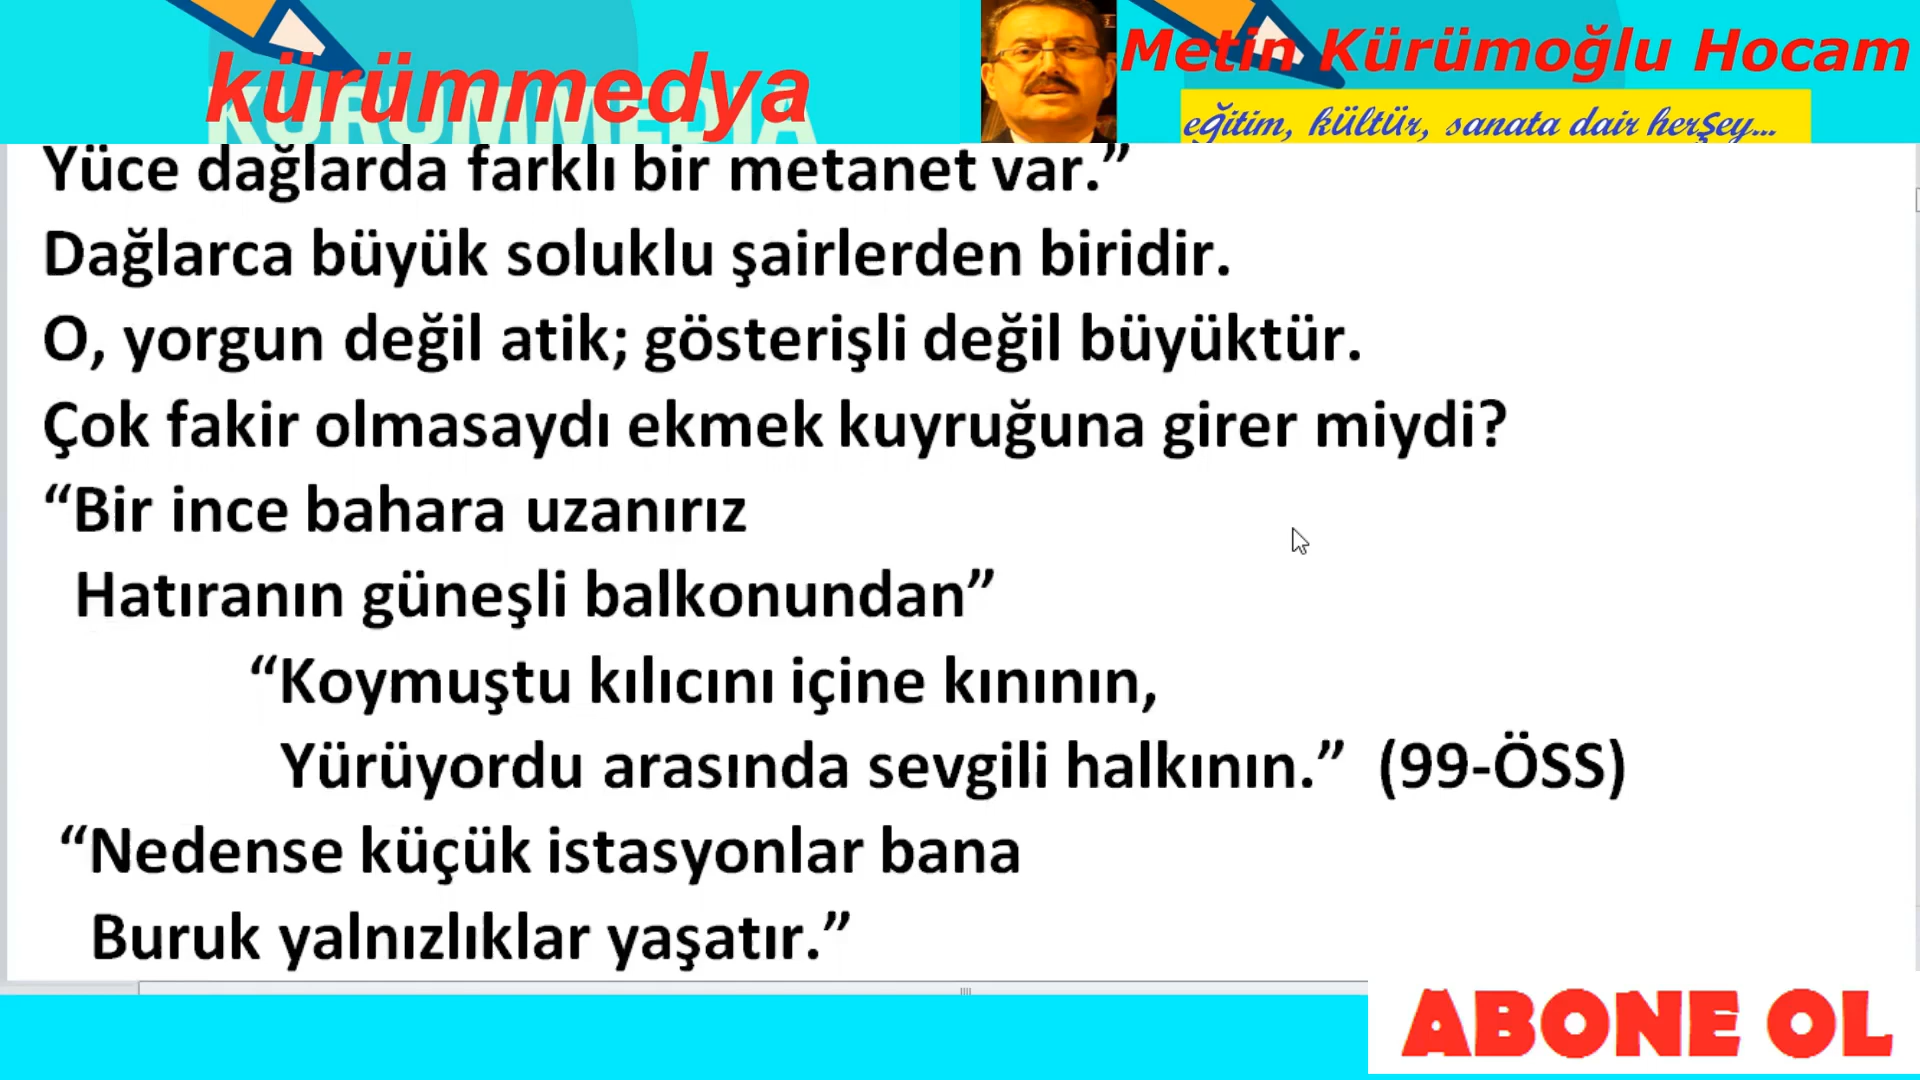 kürümmedya
KÜRÜMMEDIA
Metin Kürümoğlu Hocam
eğitim, kültür, sanata dair herşey...
Yüce dağlarda farklı bir metanet var.”
Dağlarca büyük soluklu şairlerden biridir.
O, yorgun değil atik; gösterişli değil büyüktür.
Çok fakir olmasaydı ekmek kuyruğuna girer miydi?
“Bir ince bahara uzanırız
Hatıranın güneşli balkonundan”
“Koymuştu kılıcını içine kınının,
Yürüyordu arasında sevgili halkının.” (99-ÖSS)
“Nedense küçük istasyonlar bana
Buruk yalnızlıklar yaşatır.”
ABONE OL